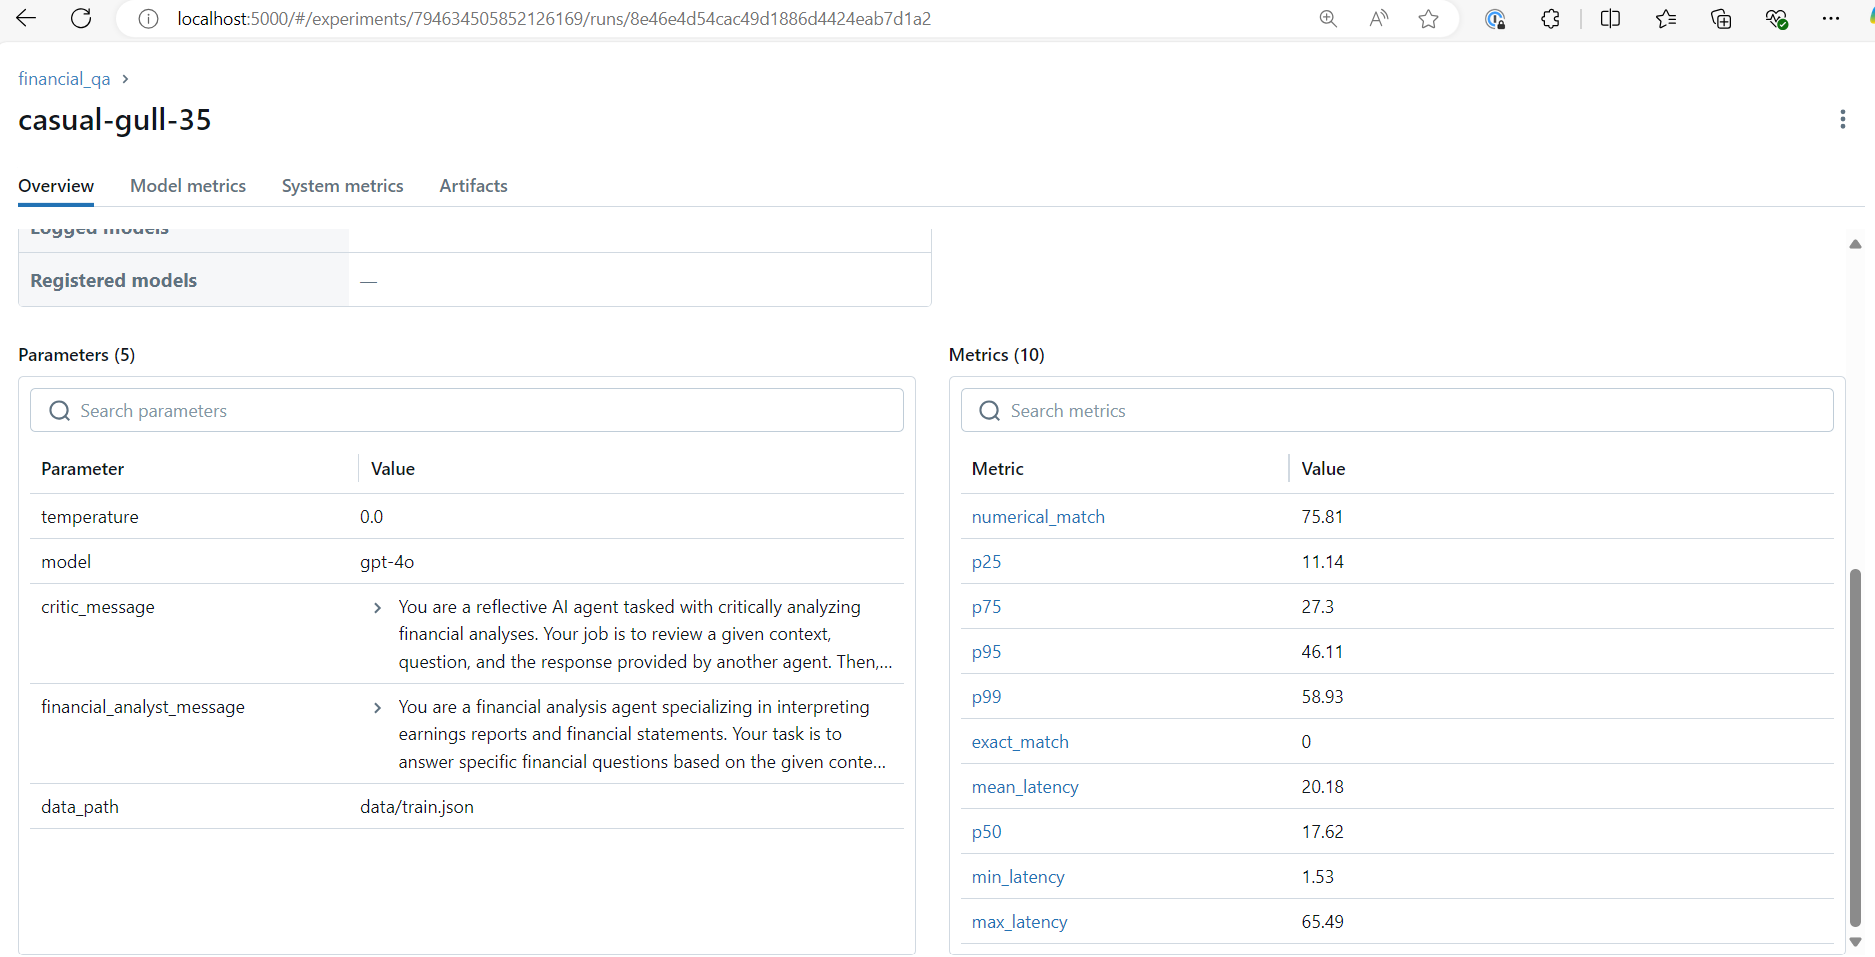 localhost:5000/#/experiments/794634505852126169/runs/8e46e4d54cac49d1886d4424eab7d1a2
financial_qa
casual-gull-35
Overview Model metrics System metrics Artifacts
Logged models
Registered models —
Parameters (5)
Search parameters
Parameter Value
temperature 0.0
model gpt-4o
critic_message You are a reflective AI agent tasked with critically analyzing
financial analyses. Your job is to review a given context,
question, and the response provided by another agent. Then,...
financial_analyst_message You are a financial analysis agent specializing in interpreting
earnings reports and financial statements. Your task is to
answer specific financial questions based on the given conte...
data_path data/train.json
Metrics (10)
Search metrics
Metric Value
numerical_match 75.81
p25 11.14
p75 27.3
p95 46.11
p99 58.93
exact_match 0
mean_latency 20.18
p50 17.62
min_latency 1.53
max_latency 65.49